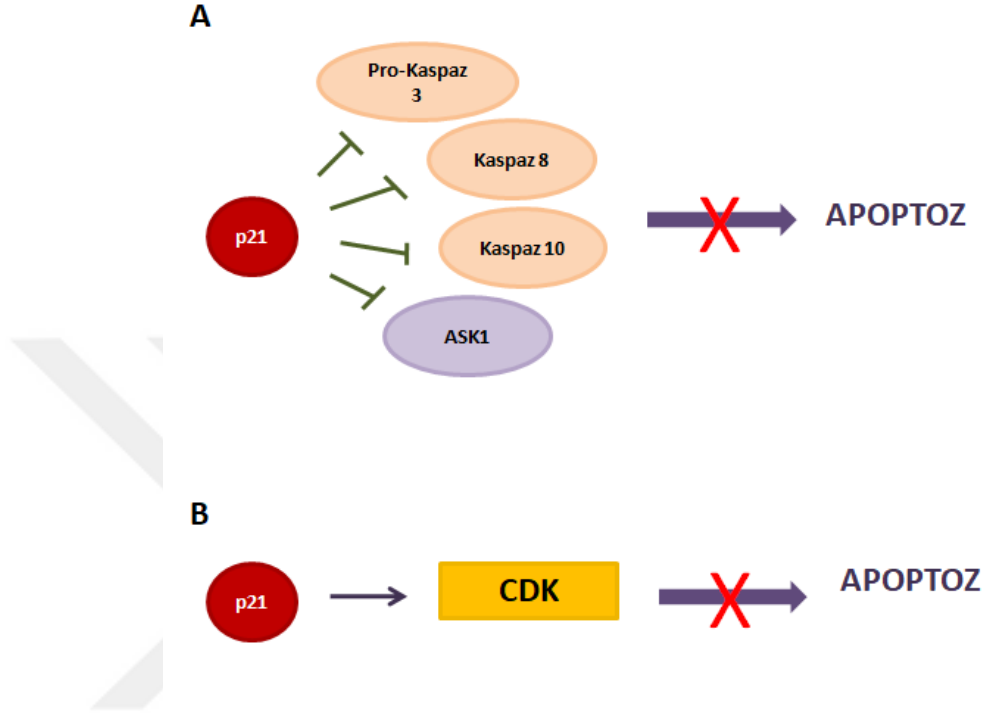 A
Pro-Kaspaz
3
Kaspaz 8
p21
Kaspaz 10
APOPTOZ
ASK1
B
p21
CDK
APOPTOZ